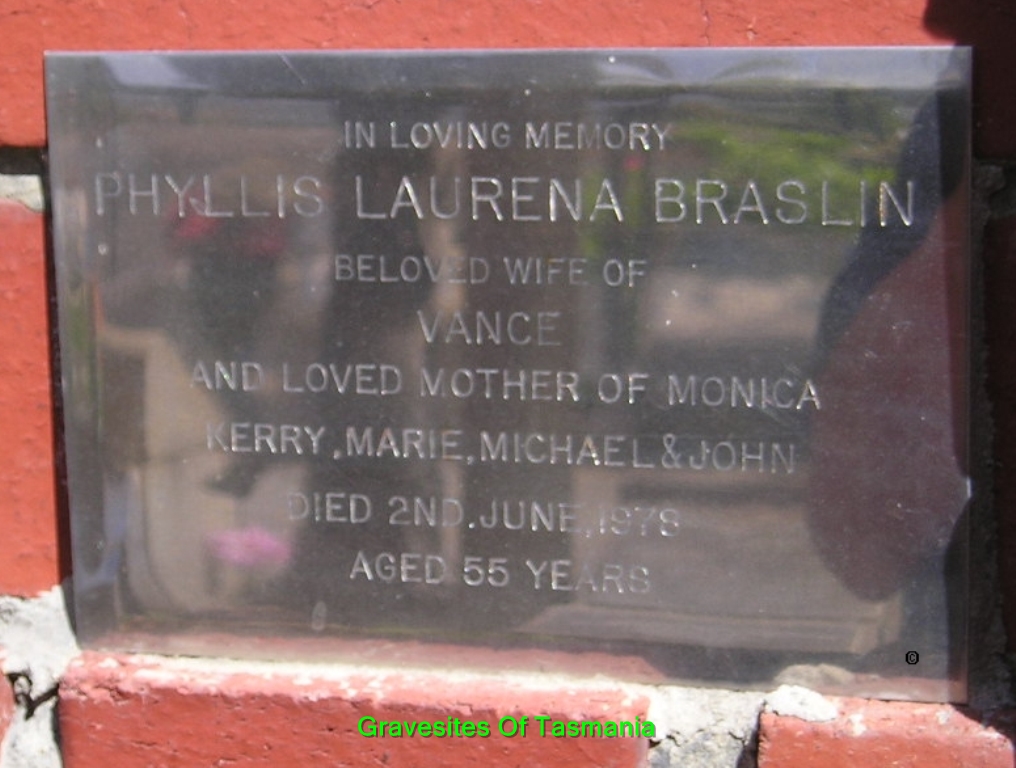 IN LOVING MEMORY
PHYLLIS LAURENA BRASLIN
BELOVED WIFE OF
VANCE
AND LOVED MOTHER OF MONICA
KERRY, MARIE, MICHAEL & JOHN
DIED 2ND. JUNE, 1978
AGED 55 YEARS
©
Gravesites Of Tasmania